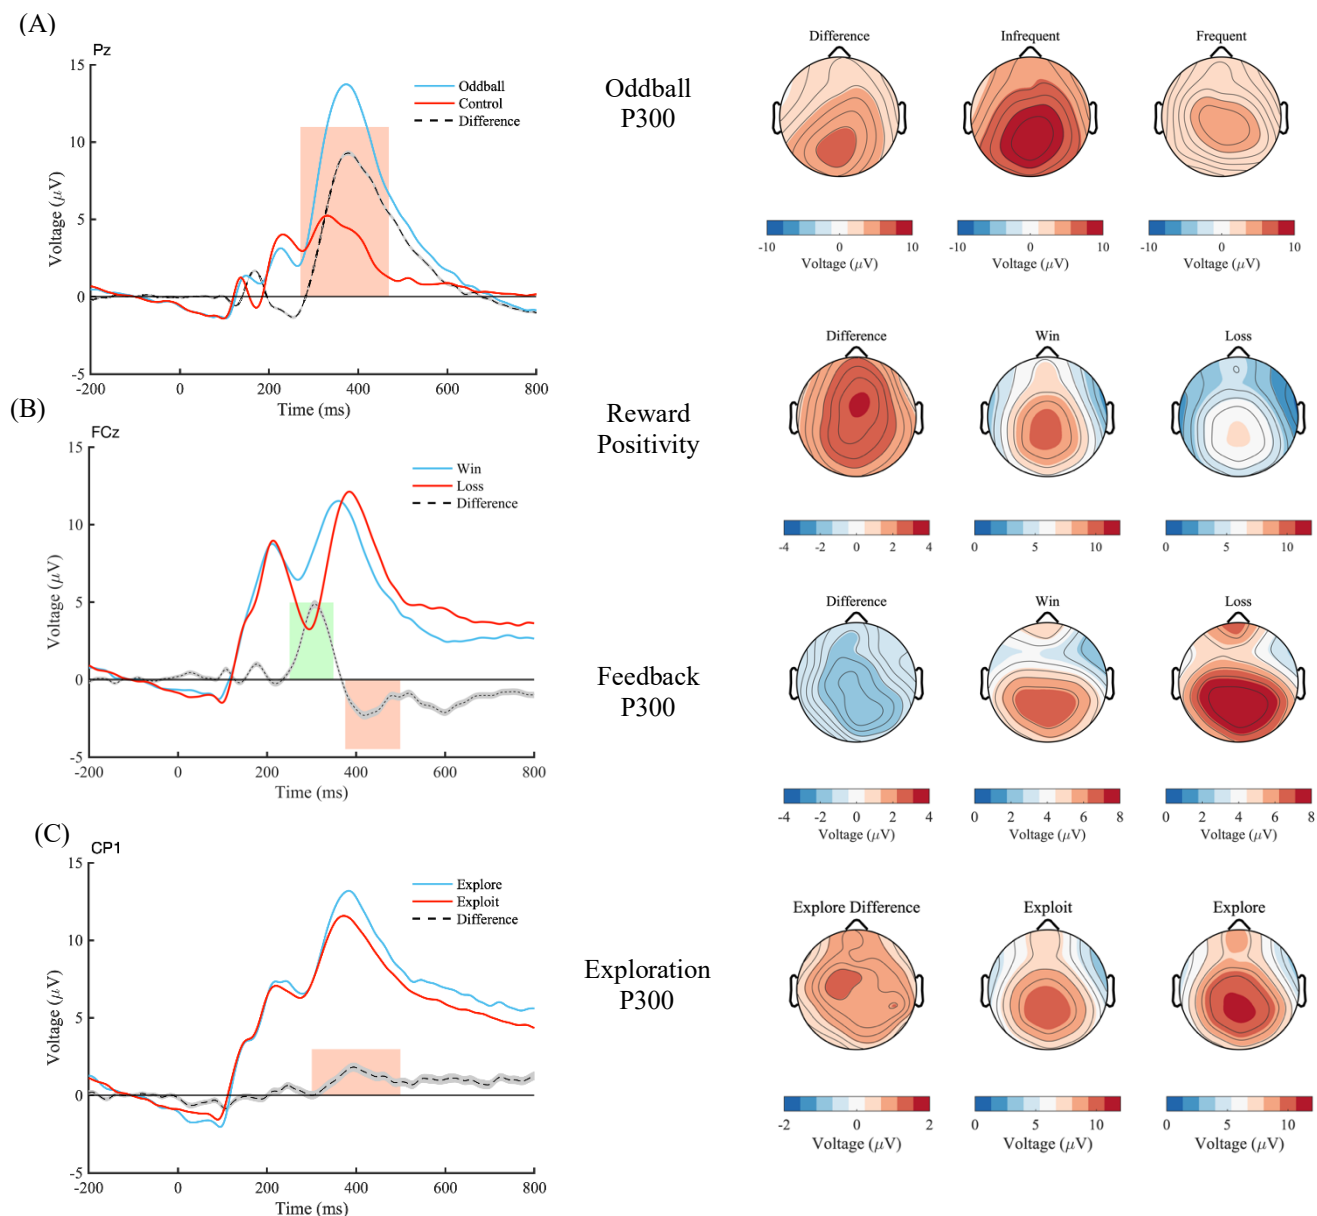 (A)
Pz
15
10
5
0
-5
-200
0
200
400
600
800
Voltage (μV)
Time (ms)
Oddball
Control
Difference
Oddball
P300
Difference
Infrequent
Frequent
-10 0 10
-10 0 10
-10 0 10
Voltage (μV)
Voltage (μV)
Voltage (μV)
(B)
FCz
15
10
5
0
-5
-200
0
200
400
600
800
Voltage (μV)
Time (ms)
Win
Loss
Difference
Reward
Positivity
Difference
Win
Loss
-4 -2 0 2 4
0 5 10
0 5 10
Feedback
P300
Difference
Win
Loss
-4 -2 0 2 4
0 2 4 6 8
0 2 4 6 8
Voltage (μV)
Voltage (μV)
Voltage (μV)
(C)
CP1
15
10
5
0
-5
-200
0
200
400
600
800
Voltage (μV)
Time (ms)
Explore
Exploit
Difference
Exploration
P300
Explore Difference
Exploit
Explore
-2 0 2
0 5 10
0 5 10
Voltage (μV)
Voltage (μV)
Voltage (μV)